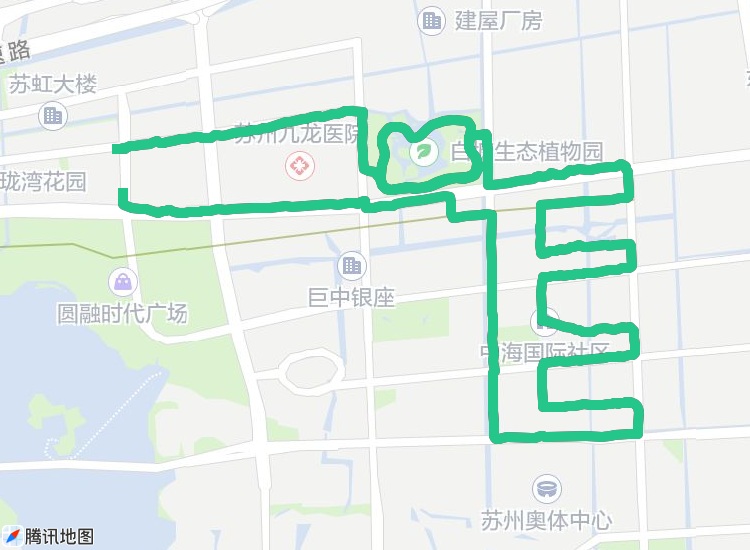 建屋厂房
路
苏虹大楼
苏州九龙医院
生态植物园
珑湾花园
巨中银座
圆融时代广场
中海国际社区
苏州奥体中心
腾讯地图